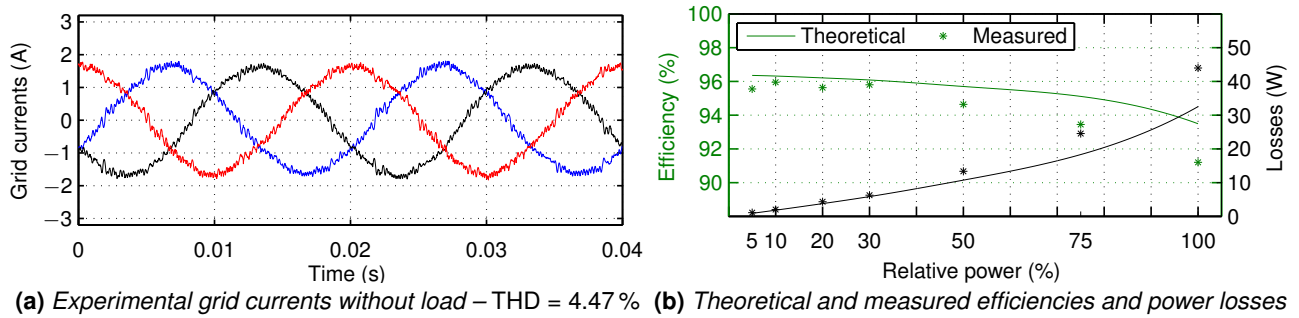 3
2
1
0
−1
−2
−3
Grid currents (A)
0 0.01 0.02 0.03 0.04
Time (s)
(a) Experimental grid currents without load – THD = 4.47 %
100
98
96
94
92
90
Efficiency (%)
Theoretical Measured
50
40
30
20
10
0
Losses (W)
5 10 20 30 50 75 100
Relative power (%)
(b) Theoretical and measured efficiencies and power losses